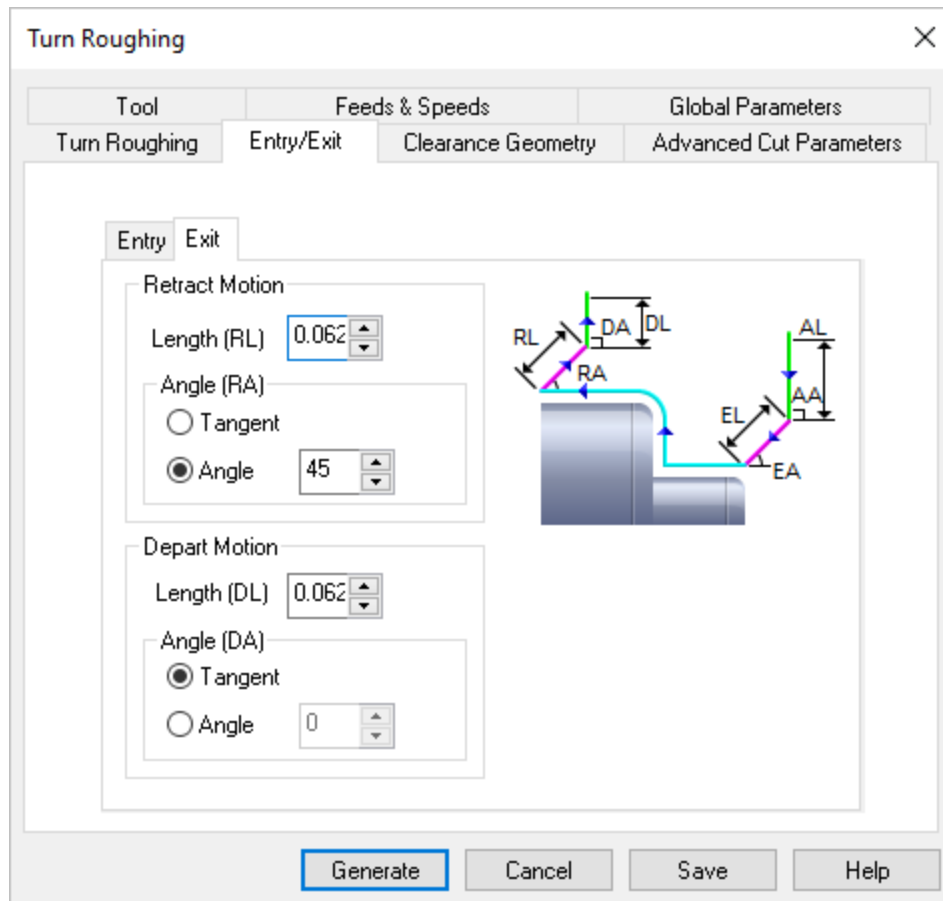 Turn Roughing
Tool Feeds & Speeds Global Parameters
Turn Roughing Entry/Exit Clearance Geometry Advanced Cut Parameters
Entry Exit
Retract Motion
Length (RL) 0.062
Angle (RA)
Tangent
Angle 45
Depart Motion
Length (DL) 0.062
Angle (DA)
Tangent
Angle 0
RL DA DL AL
RA AA
EL
EA
Generate Cancel Save Help